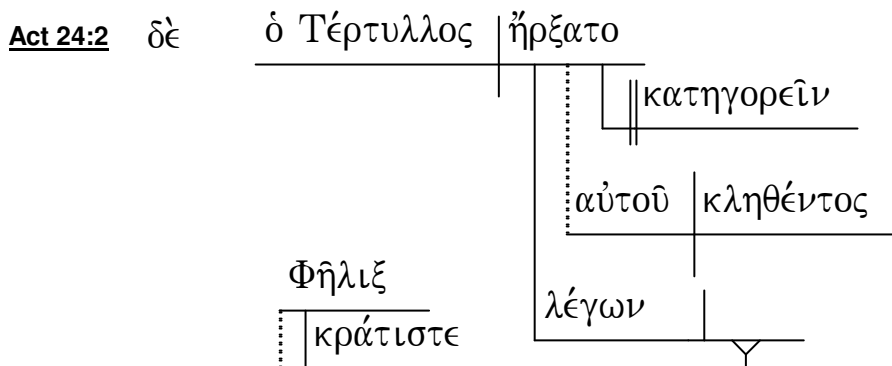 Act 24:2 δὲ ὁ Τέρτυλλος ἤρξατο
κατηγορεῖν
αὐτοῦ κληθέντος
Φῆλιξ
λέγων
κράτιστε